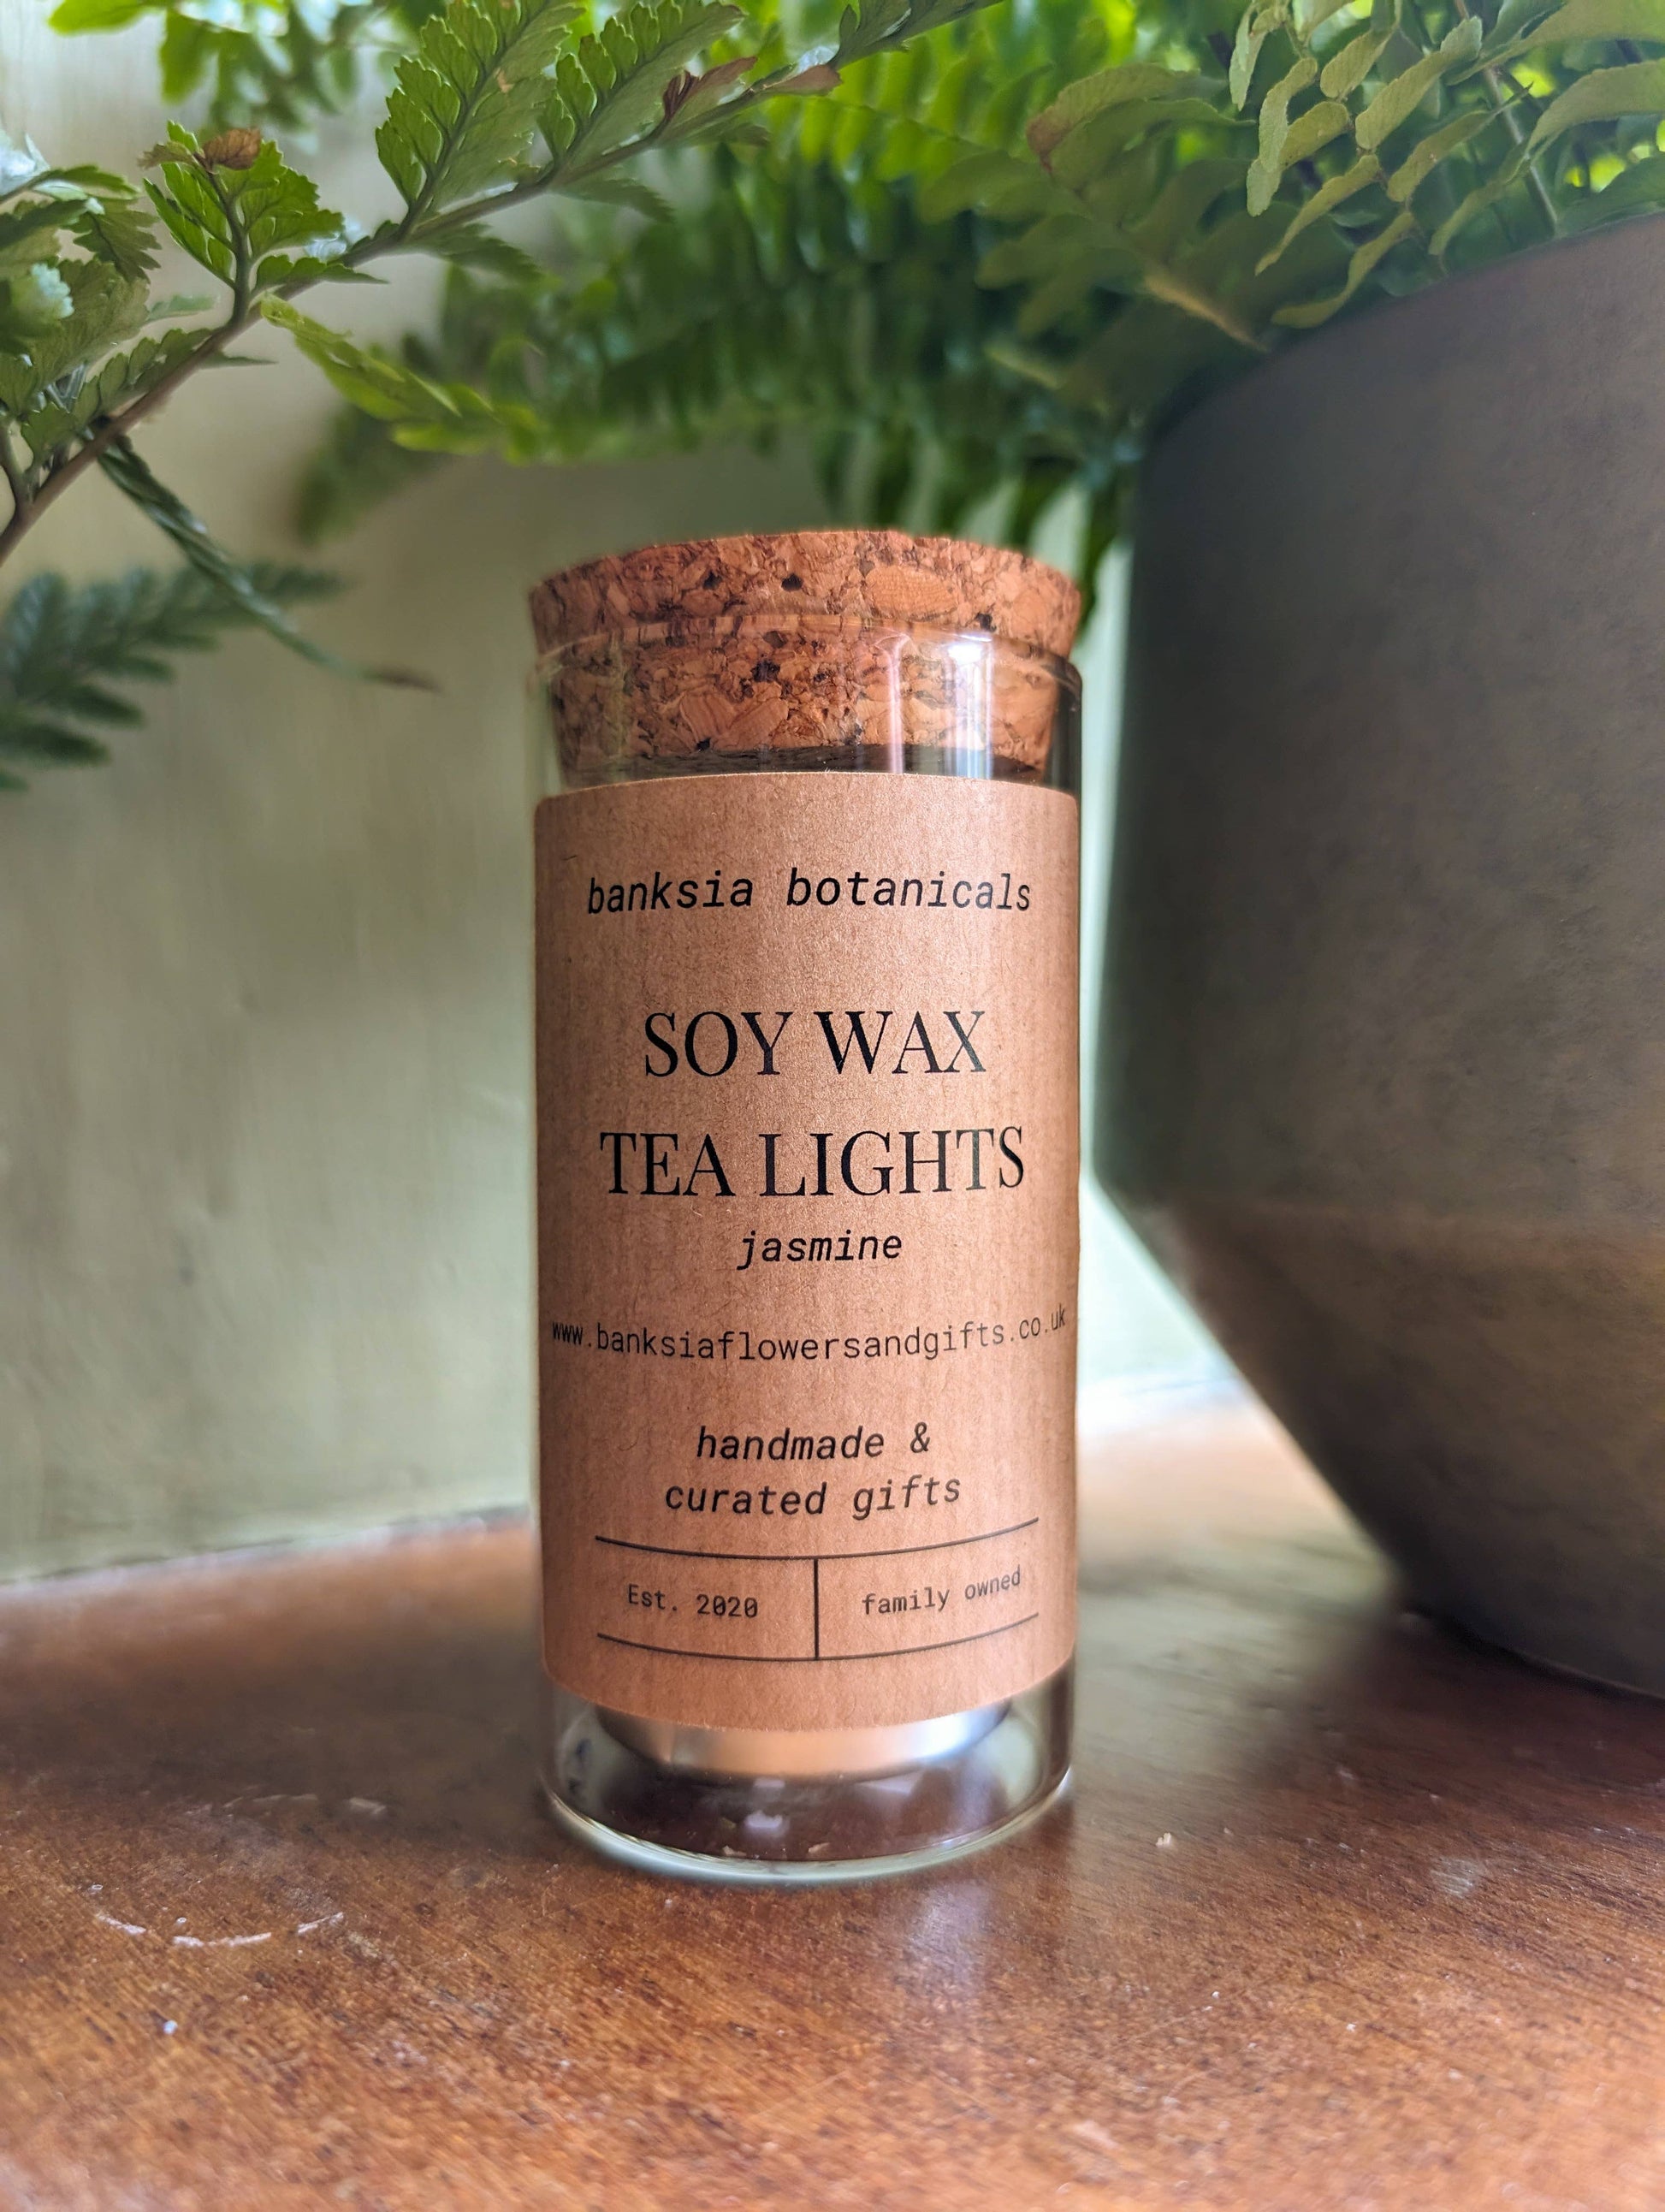 banksia botanicals
SOY WAX
TEA LIGHTS
jasmine
www.banksiaflowersandgifts.co.uk
handmade &
curated gifts
Est. 2020
family owned